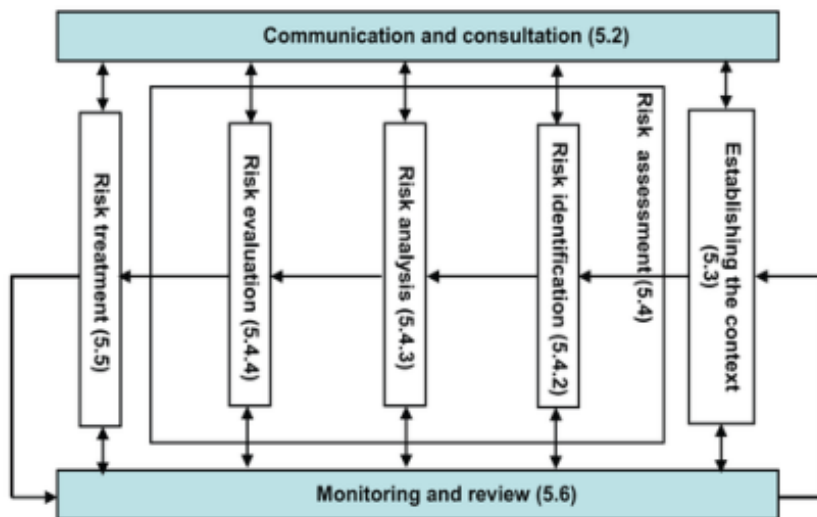 Communication and consultation (5.2)
Establishing the context
(5.3)
Risk assessment (5.4)
Risk identification (5.4.2)
Risk analysis (5.4.3)
Risk evaluation (5.4.4)
Risk treatment (5.5)
Monitoring and review (5.6)